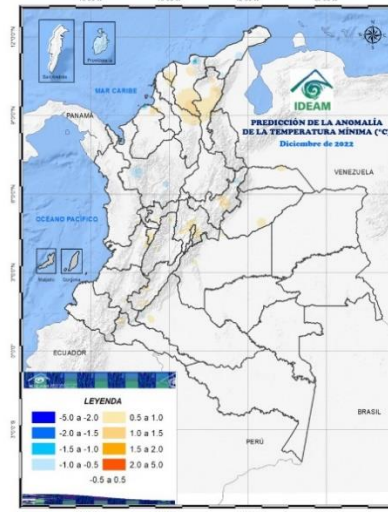 San Andrés
Providencia
MAR CARIBE
PANAMÁ
IDEAM
PREDICCIÓN DE LA ANOMALÍA
DE LA TEMPERATURA MÍNIMA (°C
Diciembre de 2022
VENEZUELA
OCEANO PACÍFICO
Malpelo
Gorgona
ECUADOR
BRASIL
PERÚ
LEYENDA
-5.0 a -2.0 0.5 a 1.0
-2.0 a -1.5 1.0 a 1.5
-1.5 a -1.0 1.5 a 2.0
-1.0 a -0.5 2.0 a 5.0
-0.5 a 0.5